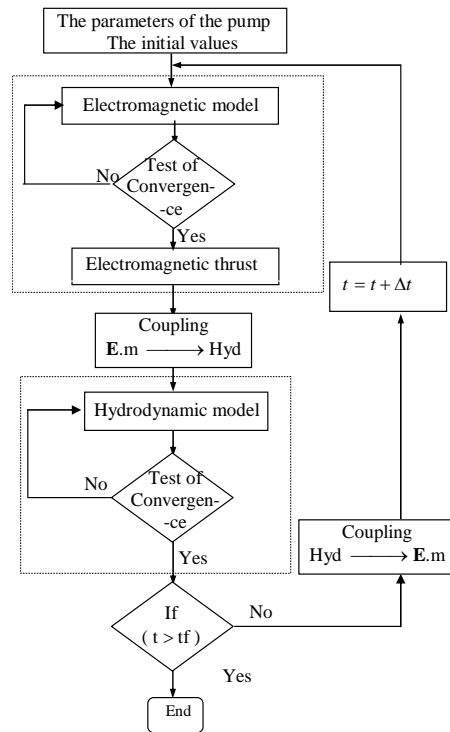 The parameters of the pump
The initial values
Electromagnetic model
Test of
Convergen-
-ce
No
Yes
Electromagnetic thrust
t = t + Δt
Coupling
E.m ⟶ Hyd
Hydrodynamic model
Test of
Convergen-
-ce
No
Yes
Coupling
Hyd ⟶ E.m
If
( t > tf )
No
Yes
End